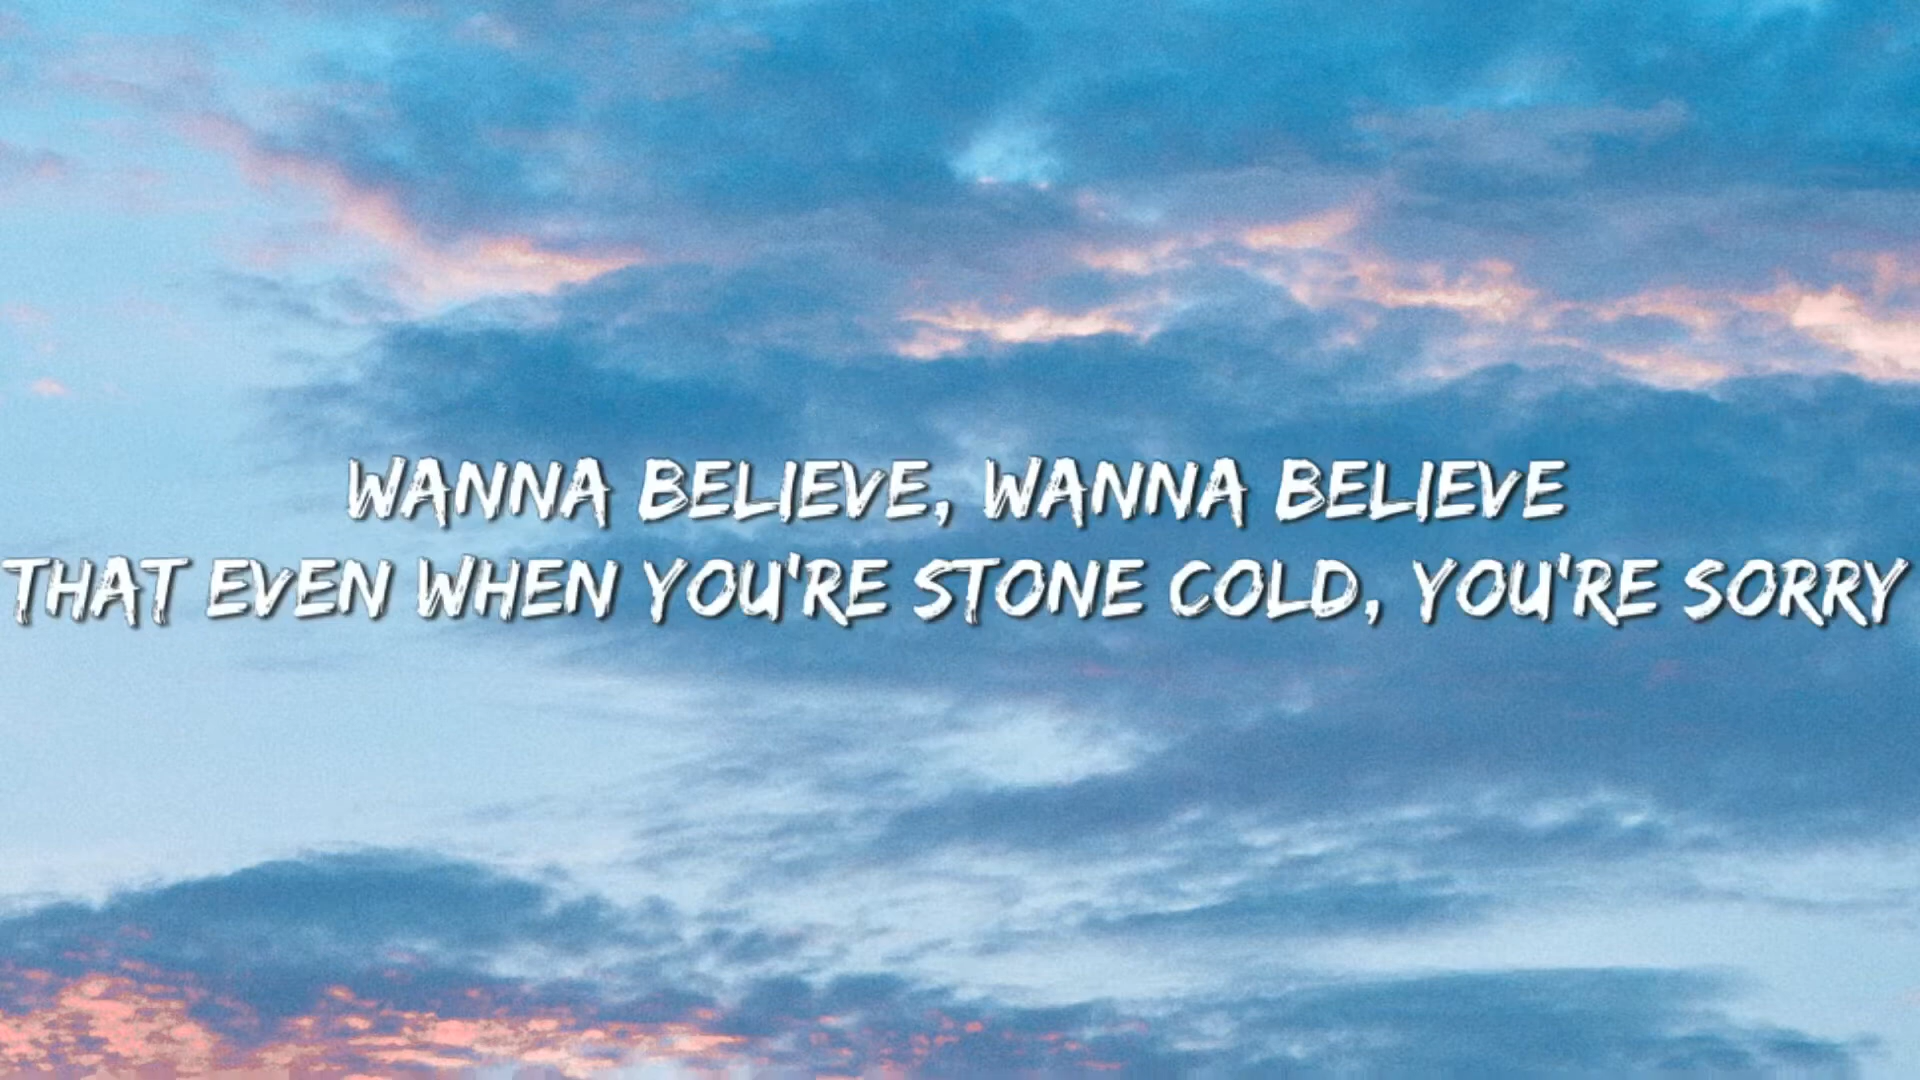 WANNA BELIEVE, WANNA BELIEVE
THAT EVEN WHEN YOU'RE STONE COLD, YOU'RE SORRY